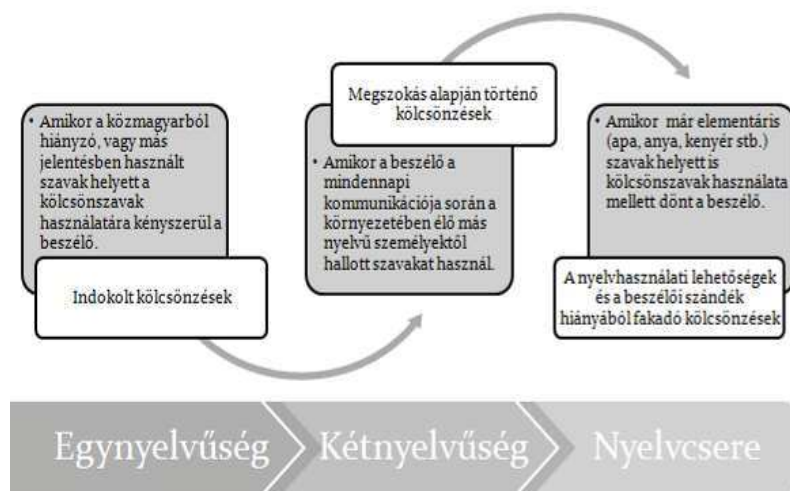 • Amikor a közmagyarból
hiányzó, vagy más
jelentésben használt
szavak helyett a
kölcsönszavak
használatára kényszerül a
beszélő.
Indokolt kölcsönzések
Megszokás alapján történő
kölcsönzések
• Amikor a beszélő a
mindennapi
kommunikációja során a
környezetében élő más
nyelvű személyektől
hallott szavakat használ.
• Amikor már elementáris
(apa, anya, kenyér stb.)
szavak helyett is
kölcsönszavak használata
mellett dönt a beszélő.
A nyelvhasználati lehetőségek
és a beszélői szándék
hiányából fakadó kölcsönzések
Egynyelvűség
Kétnyelvűség
Nyelvcsere